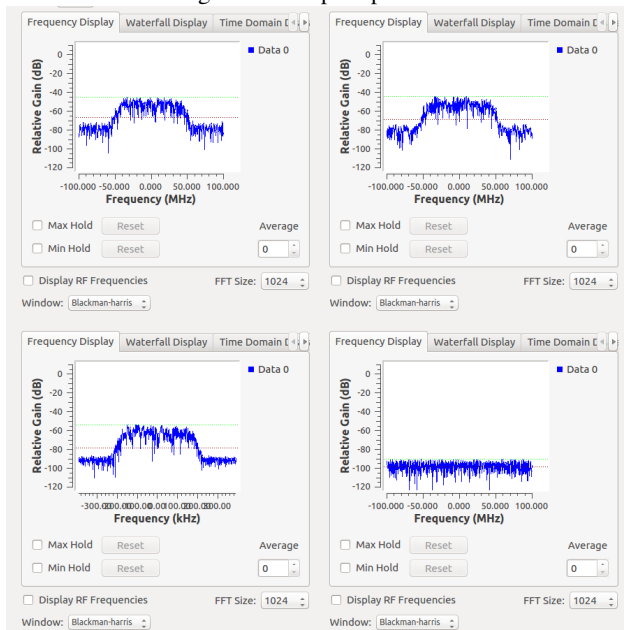 Frequency Display Waterfall Display Time Domain D
Data 0
Relative Gain (dB)
0
-20
-40
-60
-80
-100
-120
-100.000 -50.000 0.000 50.000 100.000
Frequency (MHz)
Max Hold Reset Average
Min Hold Reset 0
Display RF Frequencies FFT Size: 1024
Window: Blackman-harris
Frequency Display Waterfall Display Time Domain D
Data 0
Relative Gain (dB)
0
-20
-40
-60
-80
-100
-120
-100.000 -50.000 0.000 50.000 100.000
Frequency (MHz)
Max Hold Reset Average
Min Hold Reset 0
Display RF Frequencies FFT Size: 1024
Window: Blackman-harris
Frequency Display Waterfall Display Time Domain D
Data 0
Relative Gain (dB)
0
-20
-40
-60
-80
-100
-120
Frequency (kHz)
Max Hold Reset Average
Min Hold Reset 0
Display RF Frequencies FFT Size: 1024
Window: Blackman-harris
Frequency Display Waterfall Display Time Domain D
Data 0
Relative Gain (dB)
0
-20
-40
-60
-80
-100
-120
-100.000 -50.000 0.000 50.000 100.000
Frequency (MHz)
Max Hold Reset Average
Min Hold Reset 0
Display RF Frequencies FFT Size: 1024
Window: Blackman-harris